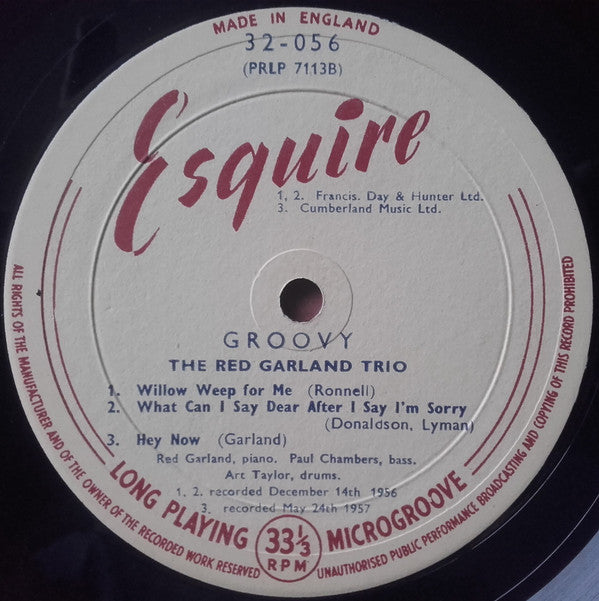 MADE IN ENGLAND
32-056
(PRLP 7113B)
Esquire
1, 2. Francis. Day & Hunter Ltd.
3. Cumberland Music Ltd.
GROOVY
THE RED GARLAND TRIO
1. Willow Weep for Me (Ronnell)
2. What Can I Say Dear After I Say I'm Sorry
(Donaldson, Lyman)
3. Hey Now (Garland)
Red Garland, piano. Paul Chambers, bass.
Art Taylor, drums.
1, 2. recorded December 14th 1956
3. recorded May 24th 1957
LONG PLAYING 33⅓ RPM MICROGROOVE
ALL RIGHTS OF THE MANUFACTURER AND OF THE OWNER OF THE RECORDED WORK RESERVED
UNAUTHORISED PUBLIC PERFORMANCE BROADCASTING AND COPYING OF THIS RECORD PROHIBITED